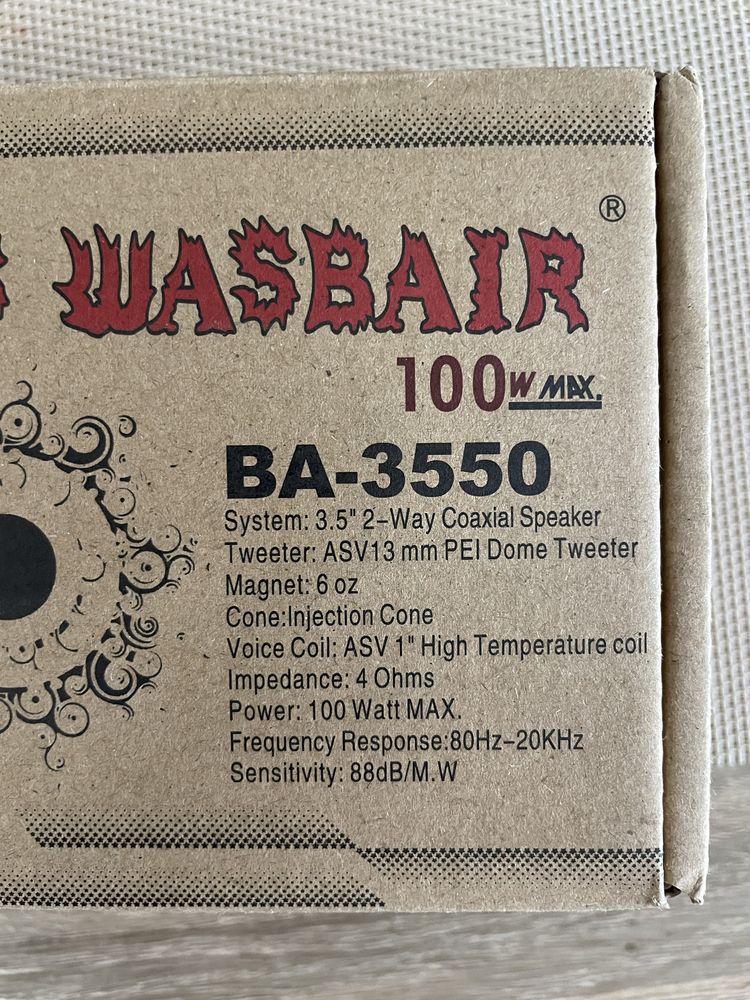 WASBAIR ®
100W MAX.
BA-3550
System: 3.5" 2-Way Coaxial Speaker
Tweeter: ASV13 mm PEI Dome Tweeter
Magnet: 6 oz
Cone:Injection Cone
Voice Coil: ASV 1" High Temperature coil
Impedance: 4 Ohms
Power: 100 Watt MAX.
Frequency Response:80Hz-20KHz
Sensitivity: 88dB/M.W